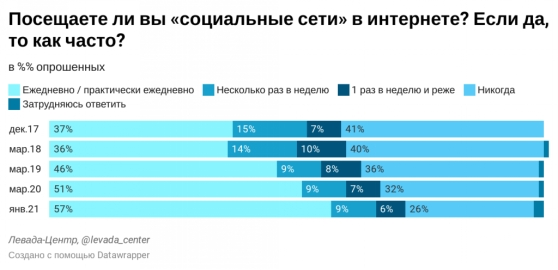 Посещаете ли вы «социальные сети» в интернете? Если да,
то как часто?
в %% опрошенных
Ежедневно / практически ежедневно Несколько раз в неделю 1 раз в неделю и реже Никогда
Затрудняюсь ответить
дек.17 37% 15% 7% 41%
мар.18 36% 14% 10% 40%
мар.19 46% 9% 8% 36%
мар.20 51% 9% 7% 32%
янв.21 57% 9% 6% 26%
Левада-Центр, @levada_center
Создано с помощью Datawrapper